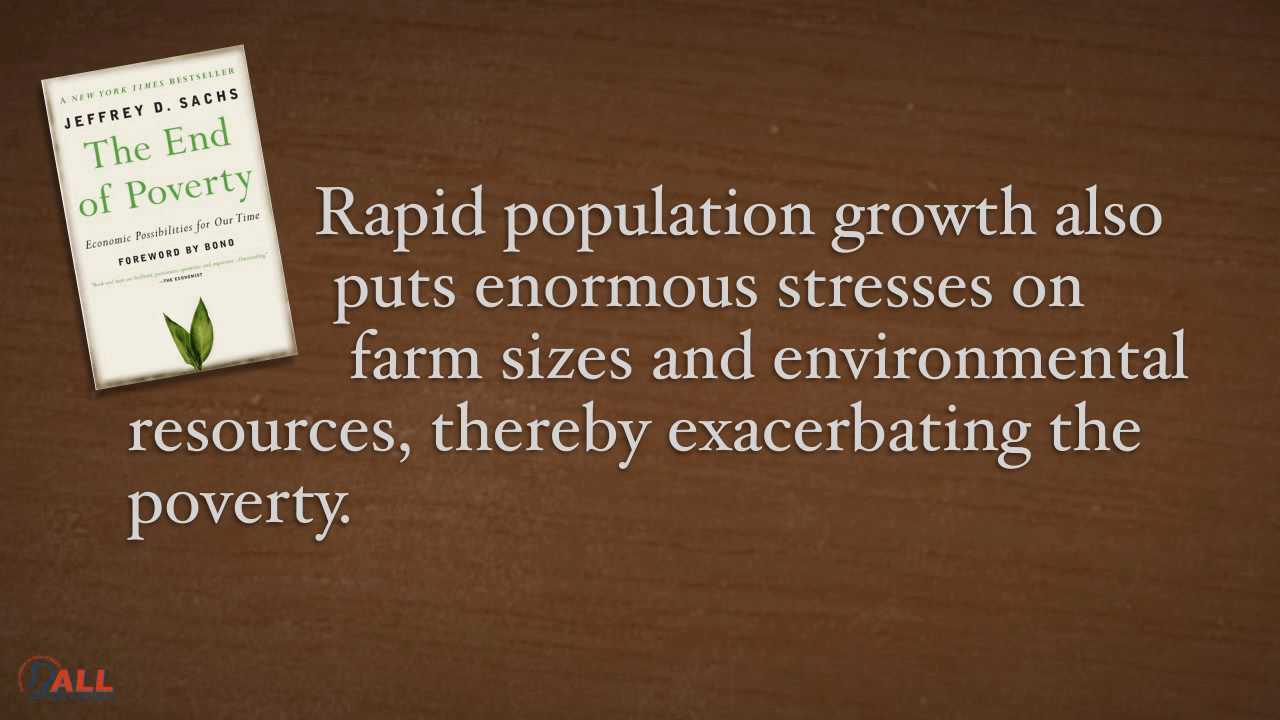 A NEW YORK TIMES BESTSELLER
JEFFREY D. SACHS
The End
of Poverty
Economic Possibilities for Our Time
FOREWORD BY BONO
—THE ECONOMIST
Rapid population growth also
puts enormous stresses on
farm sizes and environmental
resources, thereby exacerbating the
poverty.
ALL